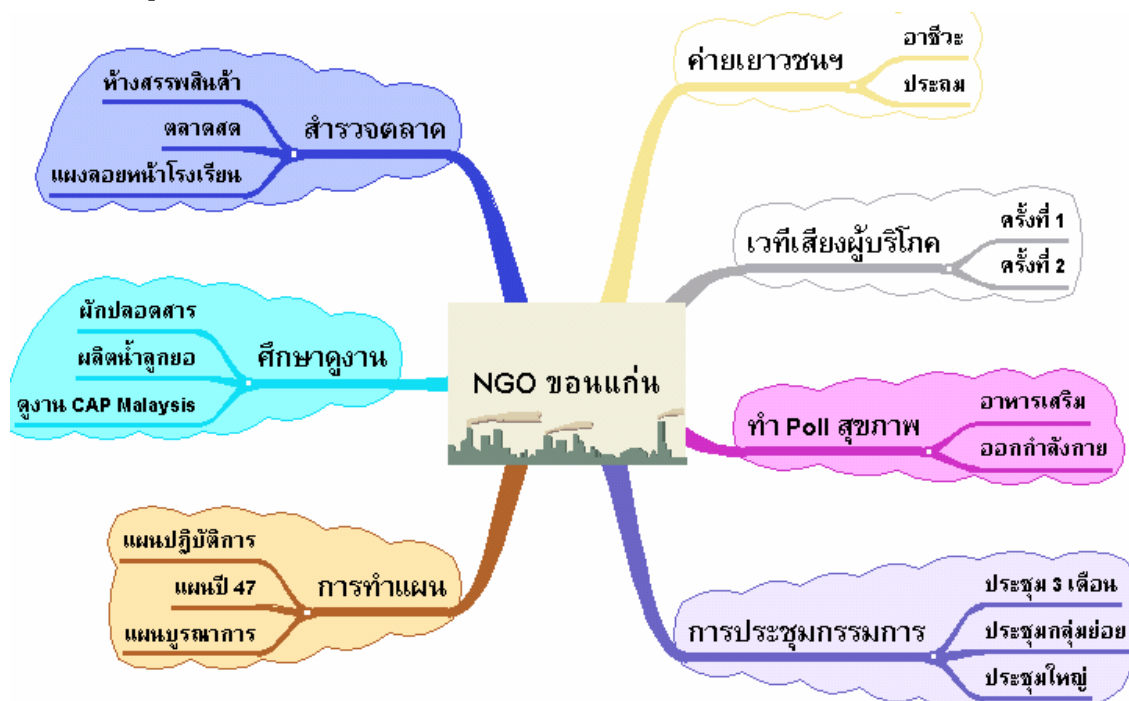 NGO ขอนแก่น
ค่ายเยาวชนฯ
อาชีวะ
ประถม
เวทีเสียงผู้บริโภค
ครั้งที่ 1
ครั้งที่ 2
ทำ Poll สุขภาพ
อาหารเสริม
ออกกำลังกาย
การประชุมกรรมการ
ประชุม 3 เดือน
ประชุมกลุ่มย่อย
ประชุมใหญ่
การทำแผน
แผนปฏิบัติการ
แผนปี 47
แผนบูรณาการ
ศึกษาดูงาน
ผักปลอดสาร
ผลิตน้ำลูกยอ
ดูงาน CAP Malaysis
สำรวจตลาด
ห้างสรรพสินค้า
ตลาดสด
แผงลอยหน้าโรงเรียน